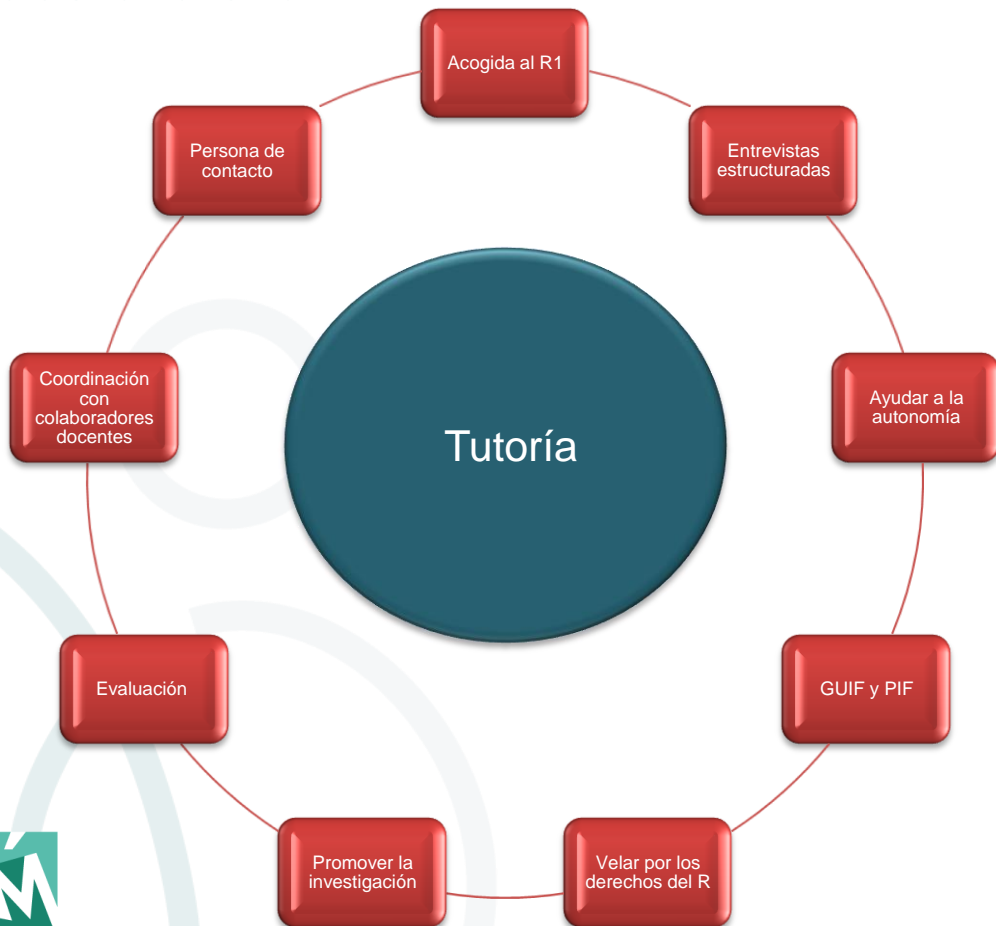 Acogida al R1
Entrevistas
estructuradas
Ayudar a la
autonomía
GUIF y PIF
Velar por los
derechos del R
Promover la
investigación
Evaluación
Coordinación
con
colaboradores
docentes
Persona de
contacto
Tutoría